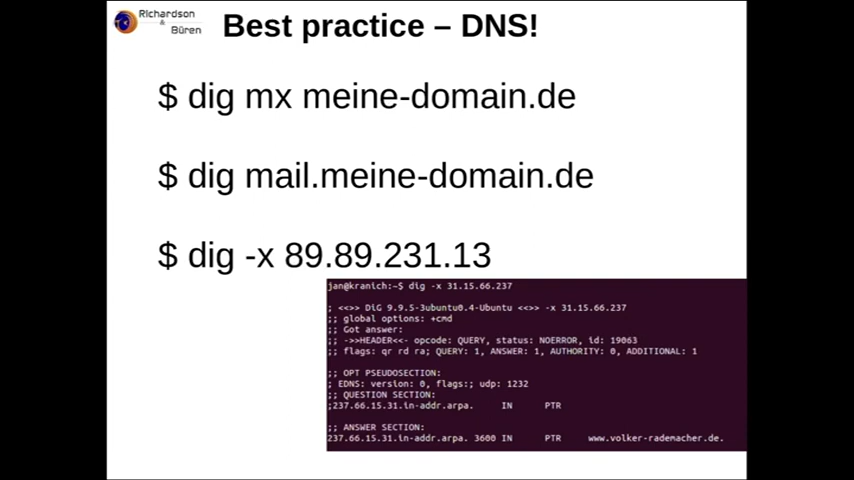 Richardson
&
Büren
Best practice – DNS!
$ dig mx meine-domain.de
$ dig mail.meine-domain.de
$ dig -x 89.89.231.13
jan@kranich:~$ dig -x 31.15.66.237
; <<>> DiG 9.9.5-3ubuntu0.4-Ubuntu <<>> -x 31.15.66.237
;; global options: +cmd
;; Got answer:
;; ->>HEADER<<- opcode: QUERY, status: NOERROR, id: 19063
;; flags: qr rd ra; QUERY: 1, ANSWER: 1, AUTHORITY: 0, ADDITIONAL: 1
;; OPT PSEUDOSECTION:
; EDNS: version: 0, flags:; udp: 1232
;; QUESTION SECTION:
;237.66.15.31.in-addr.arpa. IN PTR
;; ANSWER SECTION:
237.66.15.31.in-addr.arpa. 3600 IN PTR www.volker-rademacher.de.